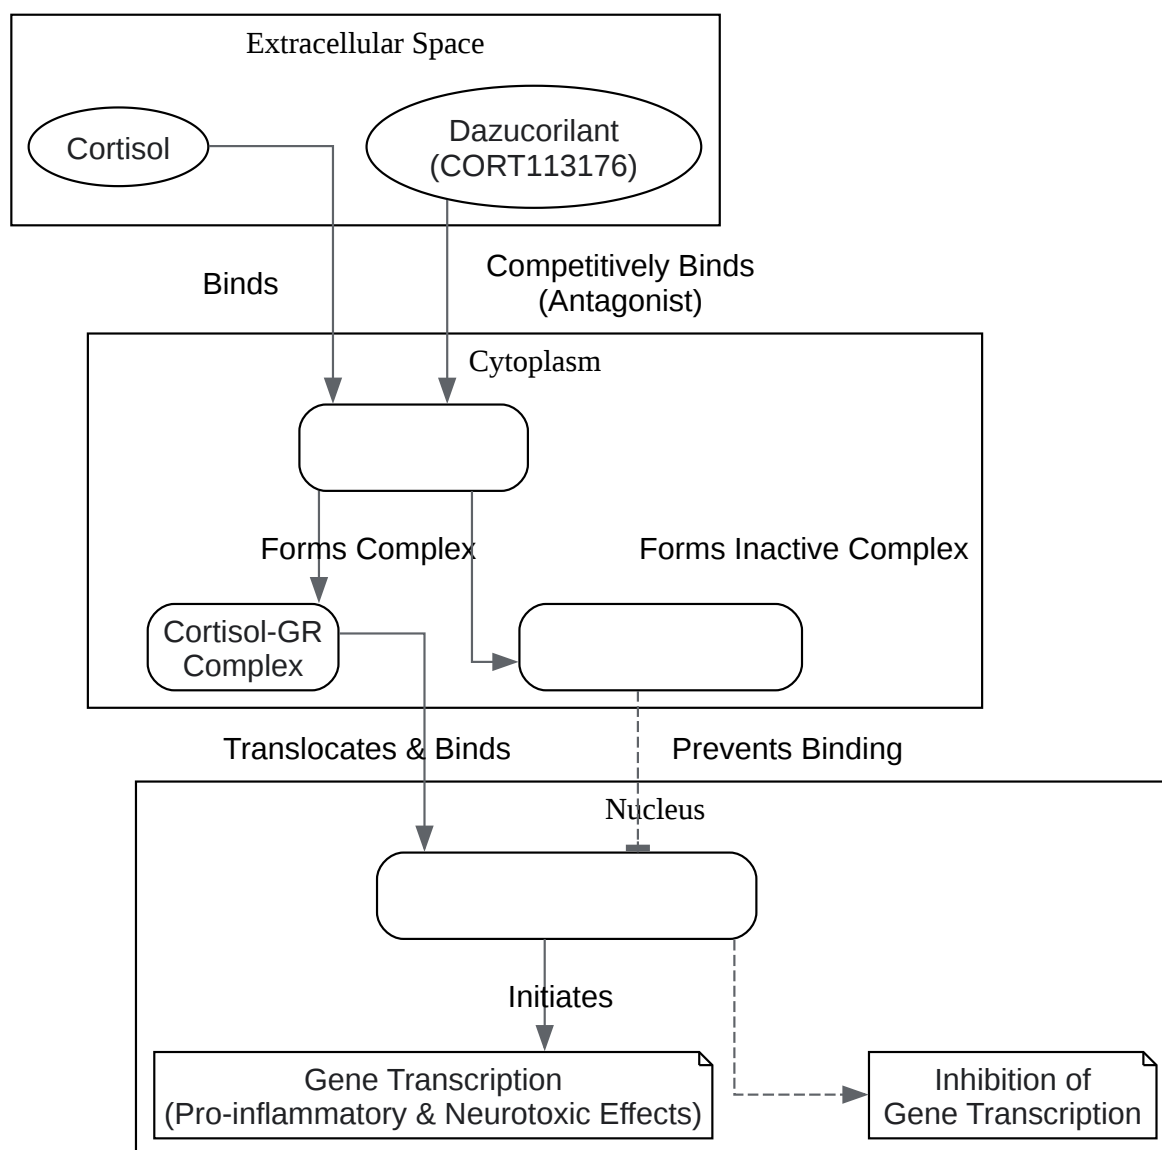 Extracellular Space
Cortisol
Dazucorilant
(CORT113176)
Binds
Competitively Binds
(Antagonist)
Cytoplasm
Forms Complex
Forms Inactive Complex
Cortisol-GR
Complex
Translocates & Binds
Prevents Binding
Nucleus
Initiates
Gene Transcription
(Pro-inflammatory & Neurotoxic Effects)
Inhibition of
Gene Transcription